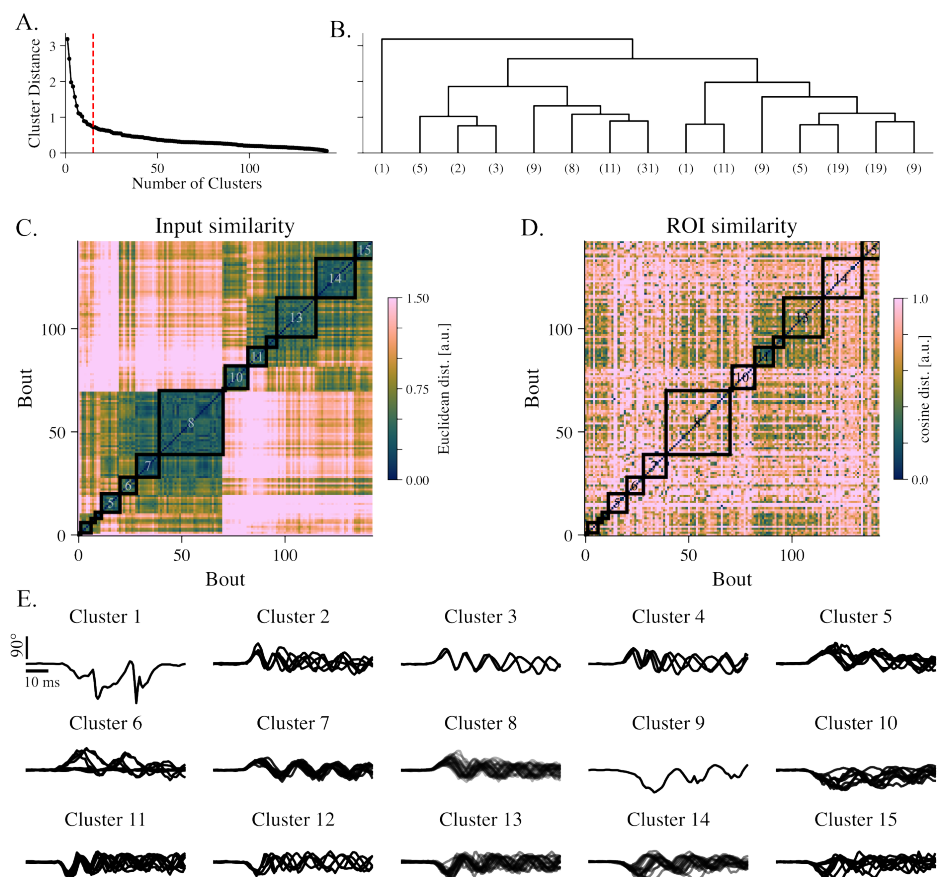 A.
B.
Cluster Distance
3
2
1
0
0 50 100
Number of Clusters
(1) (5) (2) (3) (9) (8) (11) (31) (1) (11) (9) (5) (19) (19) (9)
C. Input similarity
D. ROI similarity
15
14
13
11
10
8
7
6
5
100
50
0
Bout
0 50 100
Bout
1.50
0.75
0.00
Euclidean dist. [a.u.]
15
14
13
11
10
8
7
6
5
100
50
0
Bout
0 100
50
Bout
1.0
0.0
cosine dist. [a.u.]
E.
90°
10 ms
Cluster 1 Cluster 2 Cluster 3 Cluster 4 Cluster 5
Cluster 6 Cluster 7 Cluster 8 Cluster 9 Cluster 10
Cluster 11 Cluster 12 Cluster 13 Cluster 14 Cluster 15